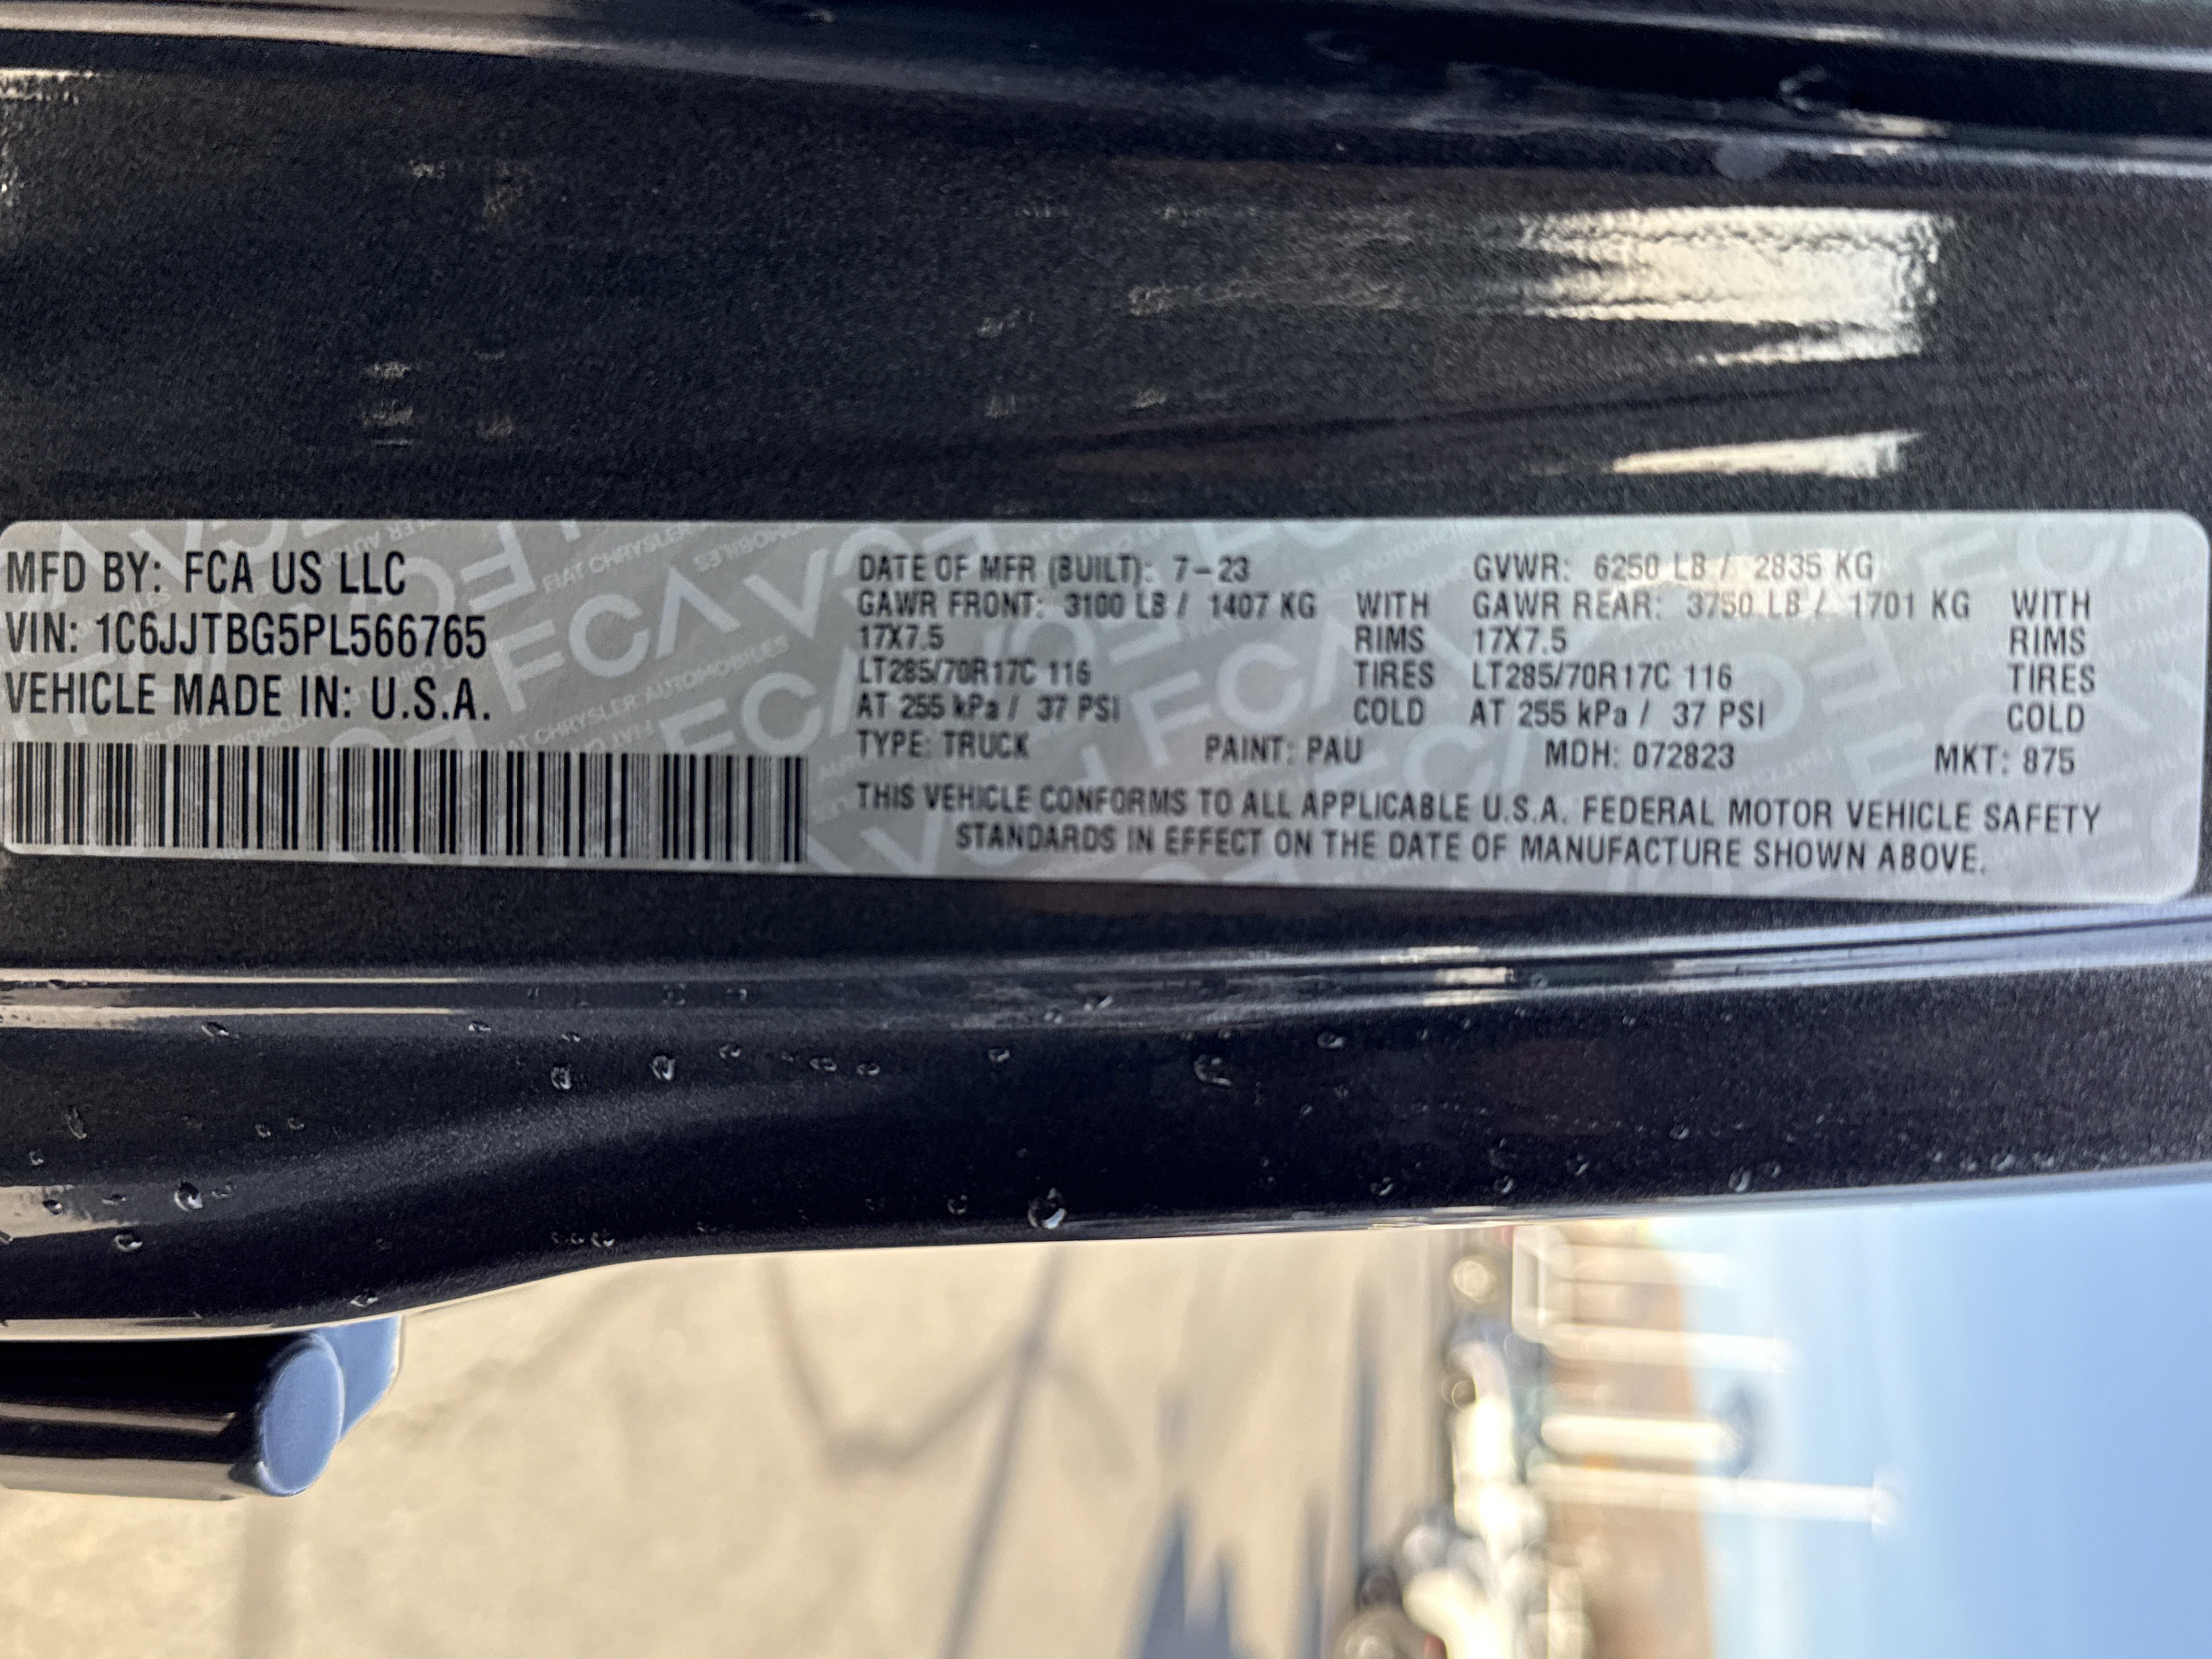 MFD BY: FCA US LLC
VIN: 1C6JJTBG5PL566765
VEHICLE MADE IN: U.S.A.
DATE OF MFR (BUILT): 7-23 GVWR: 6250 LB / 2835 KG
GAWR FRONT: 3100 LB / 1407 KG WITH GAWR REAR: 3750 LB / 1701 KG WITH
17X7.5 RIMS 17X7.5 RIMS
LT285/70R17C 116 TIRES LT285/70R17C 116 TIRES
AT 255 kPa / 37 PSI COLD AT 255 kPa / 37 PSI COLD
TYPE: TRUCK PAINT: PAU MDH: 072823 MKT: 875
THIS VEHICLE CONFORMS TO ALL APPLICABLE U.S.A. FEDERAL MOTOR VEHICLE SAFETY
STANDARDS IN EFFECT ON THE DATE OF MANUFACTURE SHOWN ABOVE.
FCA
FIAT CHRYSLER AUTOMOBILES